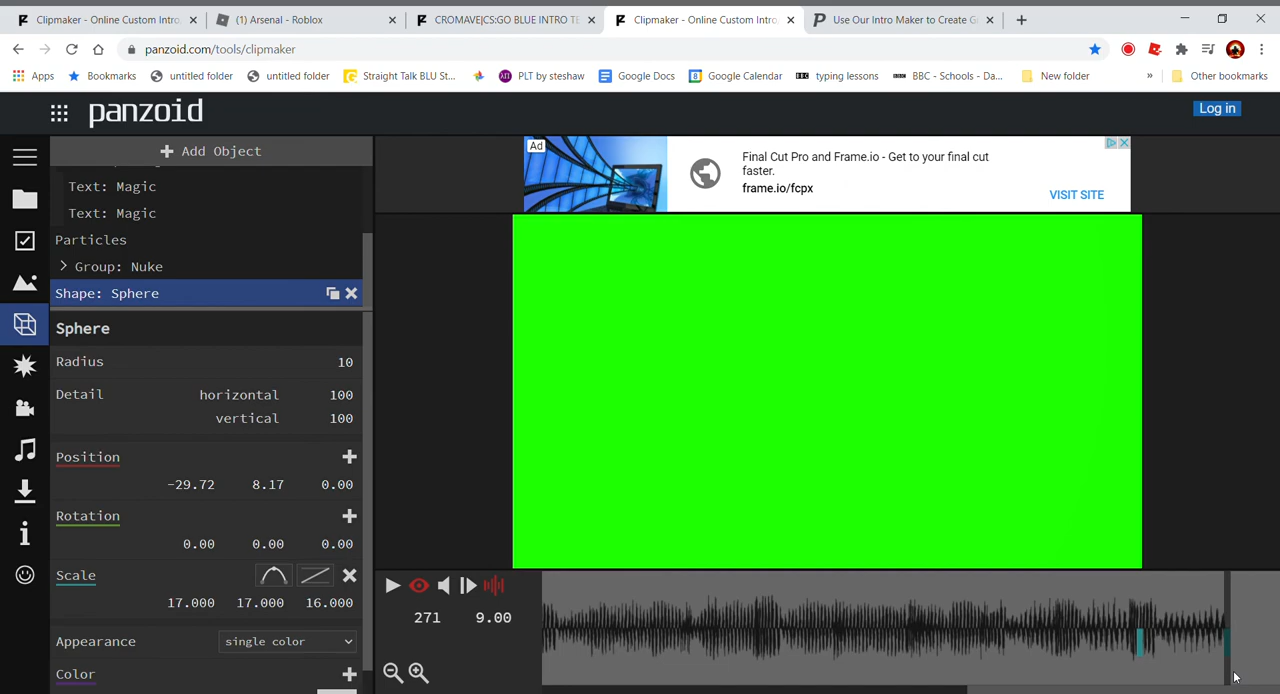 Clipmaker - Online Custom Intro
(1) Arsenal - Roblox
CROMAVEJCS:GO BLUE INTRO TE
Clipmaker - Online Custom Intro
Use Our Intro Maker to Create G
panzoid.com/tools/clipmaker
Apps
Bookmarks
untitled folder
untitled folder
Straight Talk BLU St...
PLT by steshaw
Google Docs
Google Calendar
typing lessons
BBC - Schools - Da...
New folder
»
Other bookmarks
panzoid
Log in
Add Object
Text: Magic
Text: Magic
Particles
Group: Nuke
Shape: Sphere
Sphere
Radius 10
Detail horizontal 100
vertical 100
Position
-29.72 8.17 0.00
Rotation
0.00 0.00 0.00
Scale
17.000 17.000 16.000
Appearance single color
Color
Ad
Final Cut Pro and Frame.io - Get to your final cut
faster.
frame.io/fcpx
VISIT SITE
271 9.00